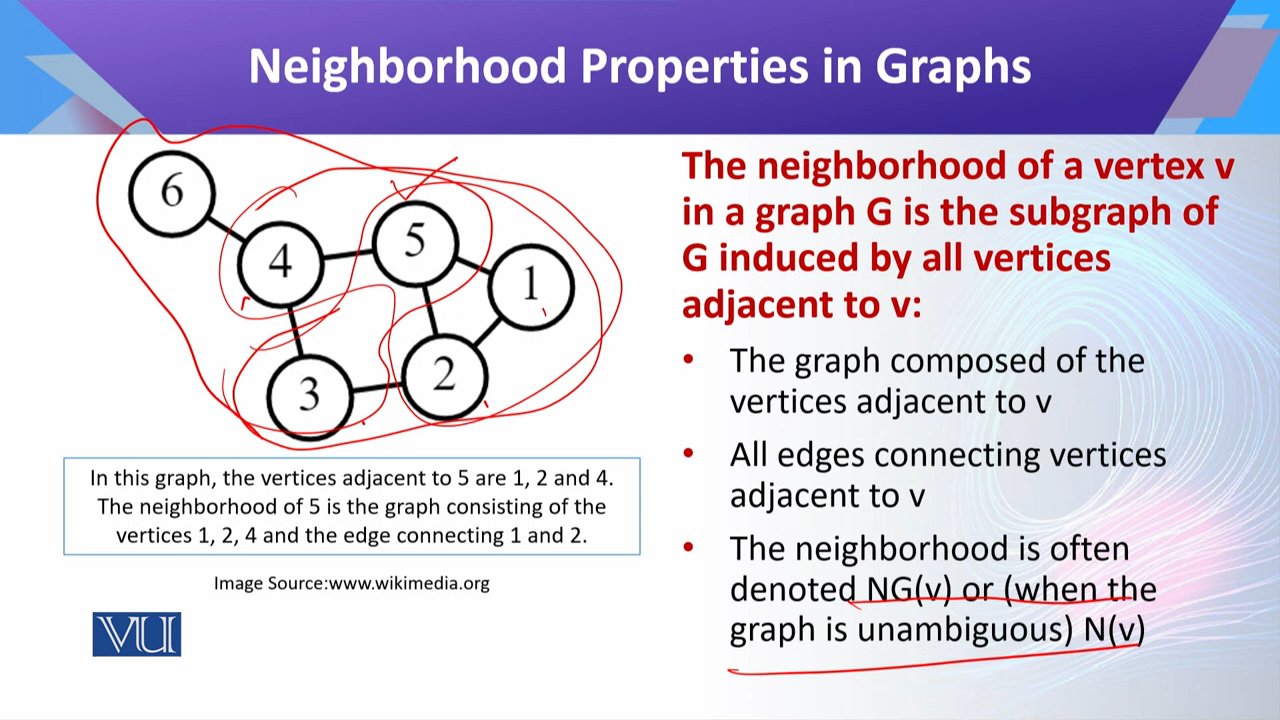 Neighborhood Properties in Graphs
6
4
5
1
3
2
The neighborhood of a vertex v
in a graph G is the subgraph of
G induced by all vertices
adjacent to v:
• The graph composed of the
vertices adjacent to v
• All edges connecting vertices
adjacent to v
• The neighborhood is often
denoted NG(v) or (when the
graph is unambiguous) N(v)
In this graph, the vertices adjacent to 5 are 1, 2 and 4.
The neighborhood of 5 is the graph consisting of the
vertices 1, 2, 4 and the edge connecting 1 and 2.
Image Source:www.wikimedia.org
VU